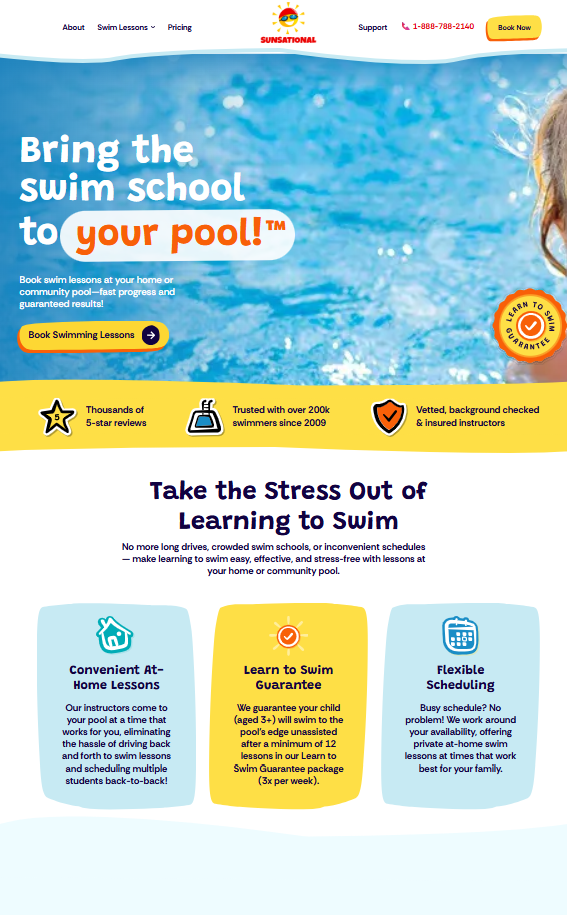 About Swim Lessons Pricing
SUNSATIONAL
Support 1-888-788-2140 Book Now
Bring the
swim school
to your pool!™
Book swim lessons at your home or
community pool—fast progress and
guaranteed results!
Book Swimming Lessons
LEARN TO SWIM
GUARANTEE
5
Thousands of
5-star reviews
Trusted with over 200k
swimmers since 2009
Vetted, background checked
& insured instructors
Take the Stress Out of
Learning to Swim
No more long drives, crowded swim schools, or inconvenient schedules
— make learning to swim easy, effective, and stress-free with lessons at
your home or community pool.
Convenient At-
Home Lessons
Our instructors come to
your pool at a time that
works for you, eliminating
the hassle of driving back
and forth to swim lessons
and scheduling multiple
students back-to-back!
Learn to Swim
Guarantee
We guarantee your child
(aged 3+) will swim to the
pool's edge unassisted
after a minimum of 12
lessons in our Learn to
Swim Guarantee package
(3x per week).
Flexible
Scheduling
Busy schedule? No
problem! We work around
your availability, offering
private at-home swim
lessons at times that work
best for your family.